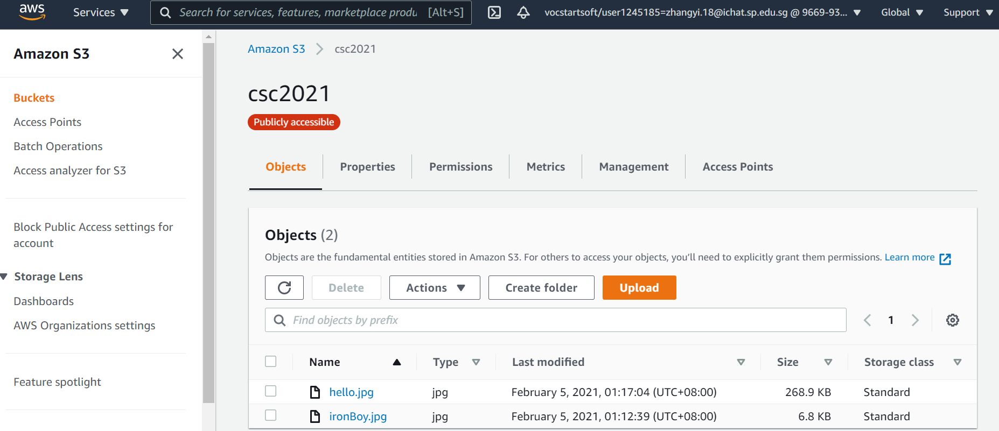 aws Services Search for services, features, marketplace produ [Alt+S] vocstartsoft/user1245185=zhangyi.18@ichat.sp.edu.sg @ 9669-93... Global Support
Amazon S3
Buckets
Access Points
Batch Operations
Access analyzer for S3
Block Public Access settings for
account
Storage Lens
Dashboards
AWS Organizations settings
Feature spotlight
Amazon S3 csc2021
csc2021
Publicly accessible
Objects Properties Permissions Metrics Management Access Points
Objects (2)
Objects are the fundamental entities stored in Amazon S3. For others to access your objects, you’ll need to explicitly grant them permissions. Learn more
Delete Actions Create folder Upload
Find objects by prefix 1
Name Type Last modified Size Storage class
hello.jpg jpg February 5, 2021, 01:17:04 (UTC+08:00) 268.9 KB Standard
ironBoy.jpg jpg February 5, 2021, 01:12:39 (UTC+08:00) 6.8 KB Standard